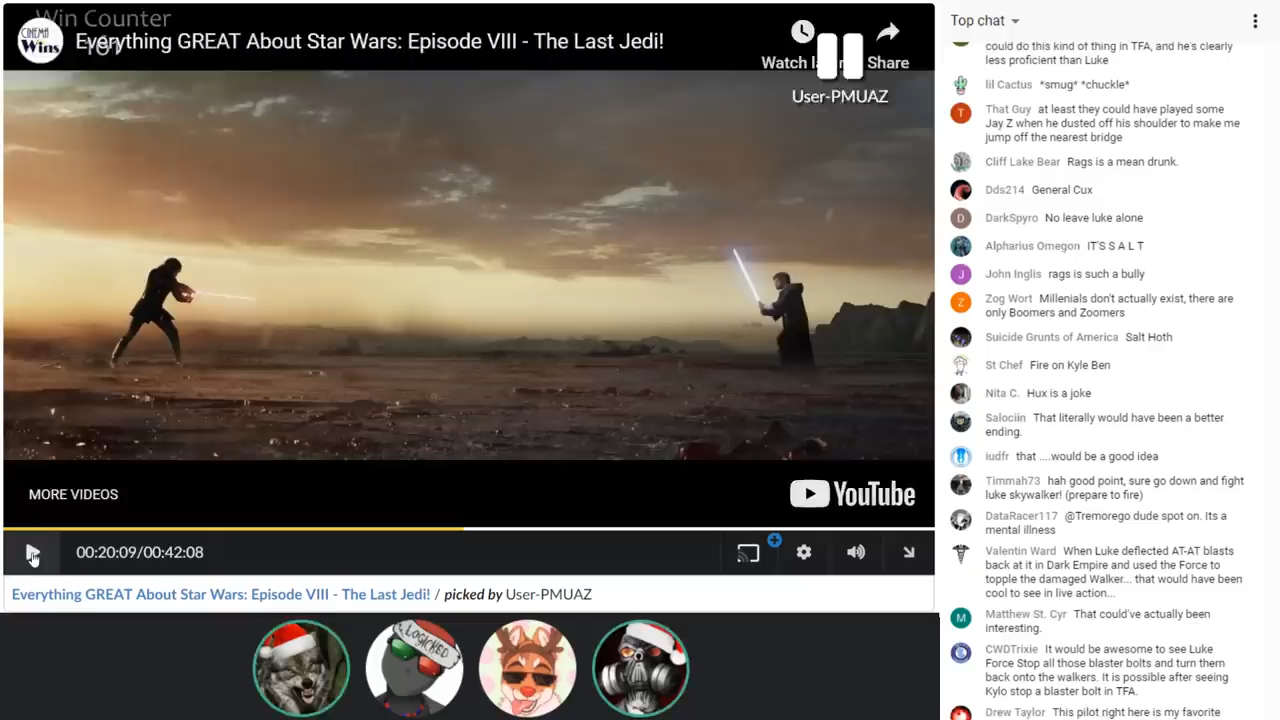 Win Counter
CINEMA
Wins
Everything GREAT About Star Wars: Episode VIII - The Last Jedi!
Share
User-PMUAZ
MORE VIDEOS
YouTube
00:20:09/00:42:08
Everything GREAT About Star Wars: Episode VIII - The Last Jedi! / picked by User-PMUAZ
LOGICKED
Top chat
could do this kind of thing in TFA, and he's clearly
less proficient than Luke
lil Cactus *smug* *chuckle*
T
That Guy at least they could have played some
Jay Z when he dusted off his shoulder to make me
jump off the nearest bridge
Cliff Lake Bear Rags is a mean drunk.
Dds214 General Cux
D
DarkSpyro No leave luke alone
Alpharius Omegon IT'S S A L T
J
John Inglis rags is such a bully
Z
Zog Wort Millenials don't actually exist, there are
only Boomers and Zoomers
Suicide Grunts of America Salt Hoth
St Chef Fire on Kyle Ben
Nita C. Hux is a joke
Salociin That literally would have been a better
ending.
iudfr that ....would be a good idea
Timmah73 hah good point, sure go down and fight
luke skywalker! (prepare to fire)
DataRacer117 @Tremorego dude spot on. Its a
mental illness
Valentin Ward When Luke deflected AT-AT blasts
back at it in Dark Empire and used the Force to
topple the damaged Walker... that would have been
cool to see in live action...
M
Matthew St. Cyr That could've actually been
interesting.
CWDTrixie It would be awesome to see Luke
Force Stop all those blaster bolts and turn them
back onto the walkers. It is possible after seeing
Kylo stop a blaster bolt in TFA.
Drew Taylor This pilot right here is my favorite